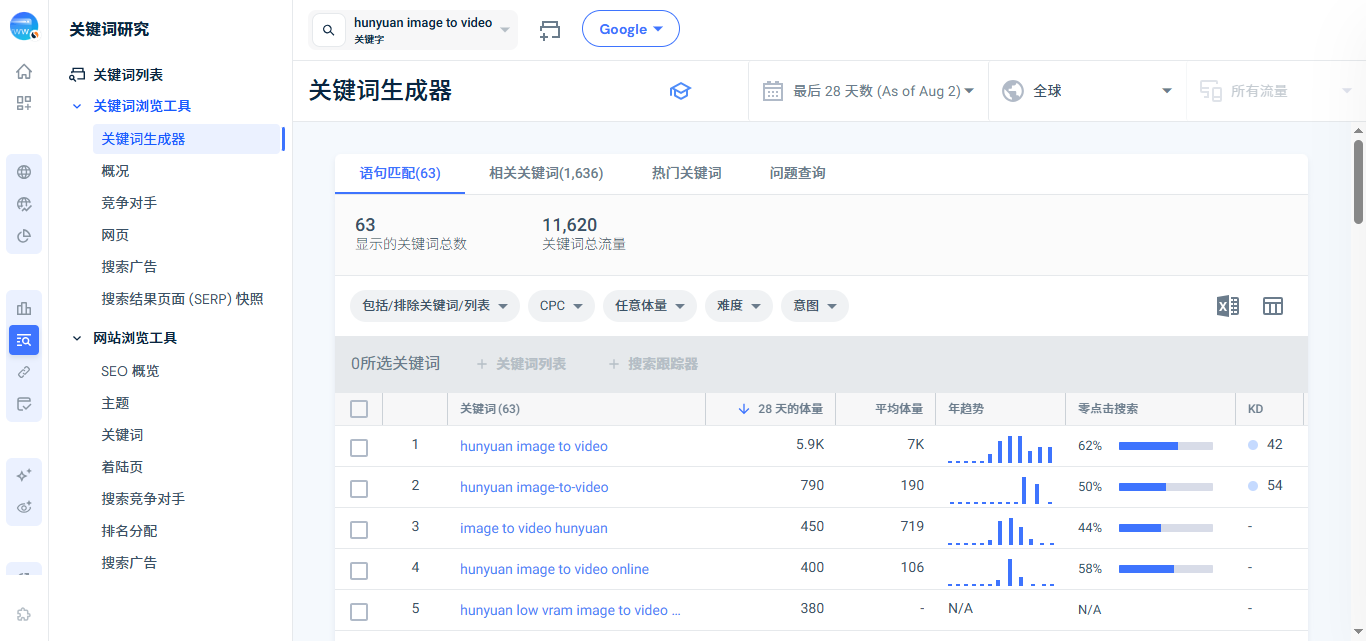 关键词研究
关键词列表
关键词浏览工具
关键词生成器
概况
竞争对手
网页
搜索广告
搜索结果页面 (SERP) 快照
网站浏览工具
SEO 概览
主题
关键词
着陆页
搜索竞争对手
排名分配
搜索广告
hunyuan image to video
关键字
Google
关键词生成器
最后 28 天数 (As of Aug 2)
全球
所有流量
语句匹配(63) 相关关键词(1,636) 热门关键词 问题查询
63 11,620
显示的关键词总数 关键词总流量
包括/排除关键词/列表 CPC 任意体量 难度 意图
0所选关键词 + 关键词列表 + 搜索跟踪器
关键词(63) 28 天的体量 平均体量 年趋势 零点击搜索 KD
1 hunyuan image to video 5.9K 7K 62% 42
2 hunyuan image-to-video 790 190 50% 54
3 image to video hunyuan 450 719 44% -
4 hunyuan image to video online 400 106 58% -
5 hunyuan low vram image to video ... 380 - N/A N/A -